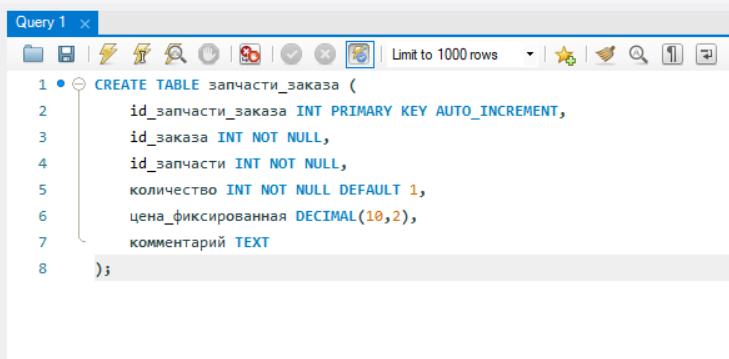 Query 1
Limit to 1000 rows
1 CREATE TABLE запчасти_заказа (
2 id_запчасти_заказа INT PRIMARY KEY AUTO_INCREMENT,
3 id_заказа INT NOT NULL,
4 id_запчасти INT NOT NULL,
5 количество INT NOT NULL DEFAULT 1,
6 цена_фиксированная DECIMAL(10,2),
7 комментарий TEXT
8 );